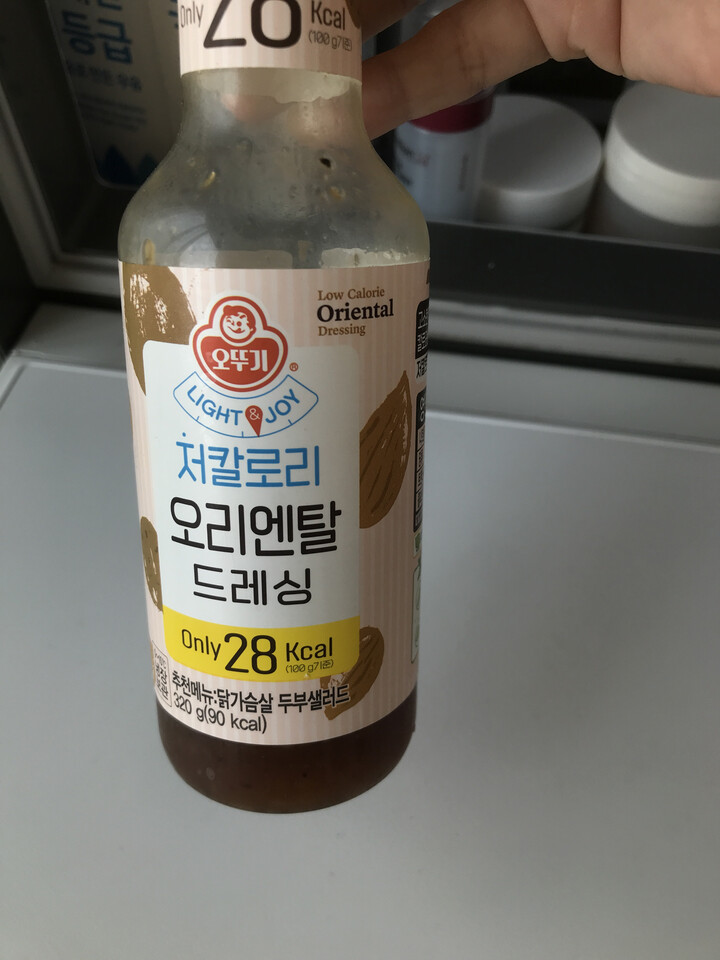 등급
Only 28 Kcal
(100 g기준)
Low Calorie
Oriental
Dressing
오뚜기
®
LIGHT & JOY
저칼로리
오리엔탈
드레싱
Only 28 Kcal
(100 g기준)
추천메뉴:닭가슴살 두부샐러드
320 g(90 kcal)